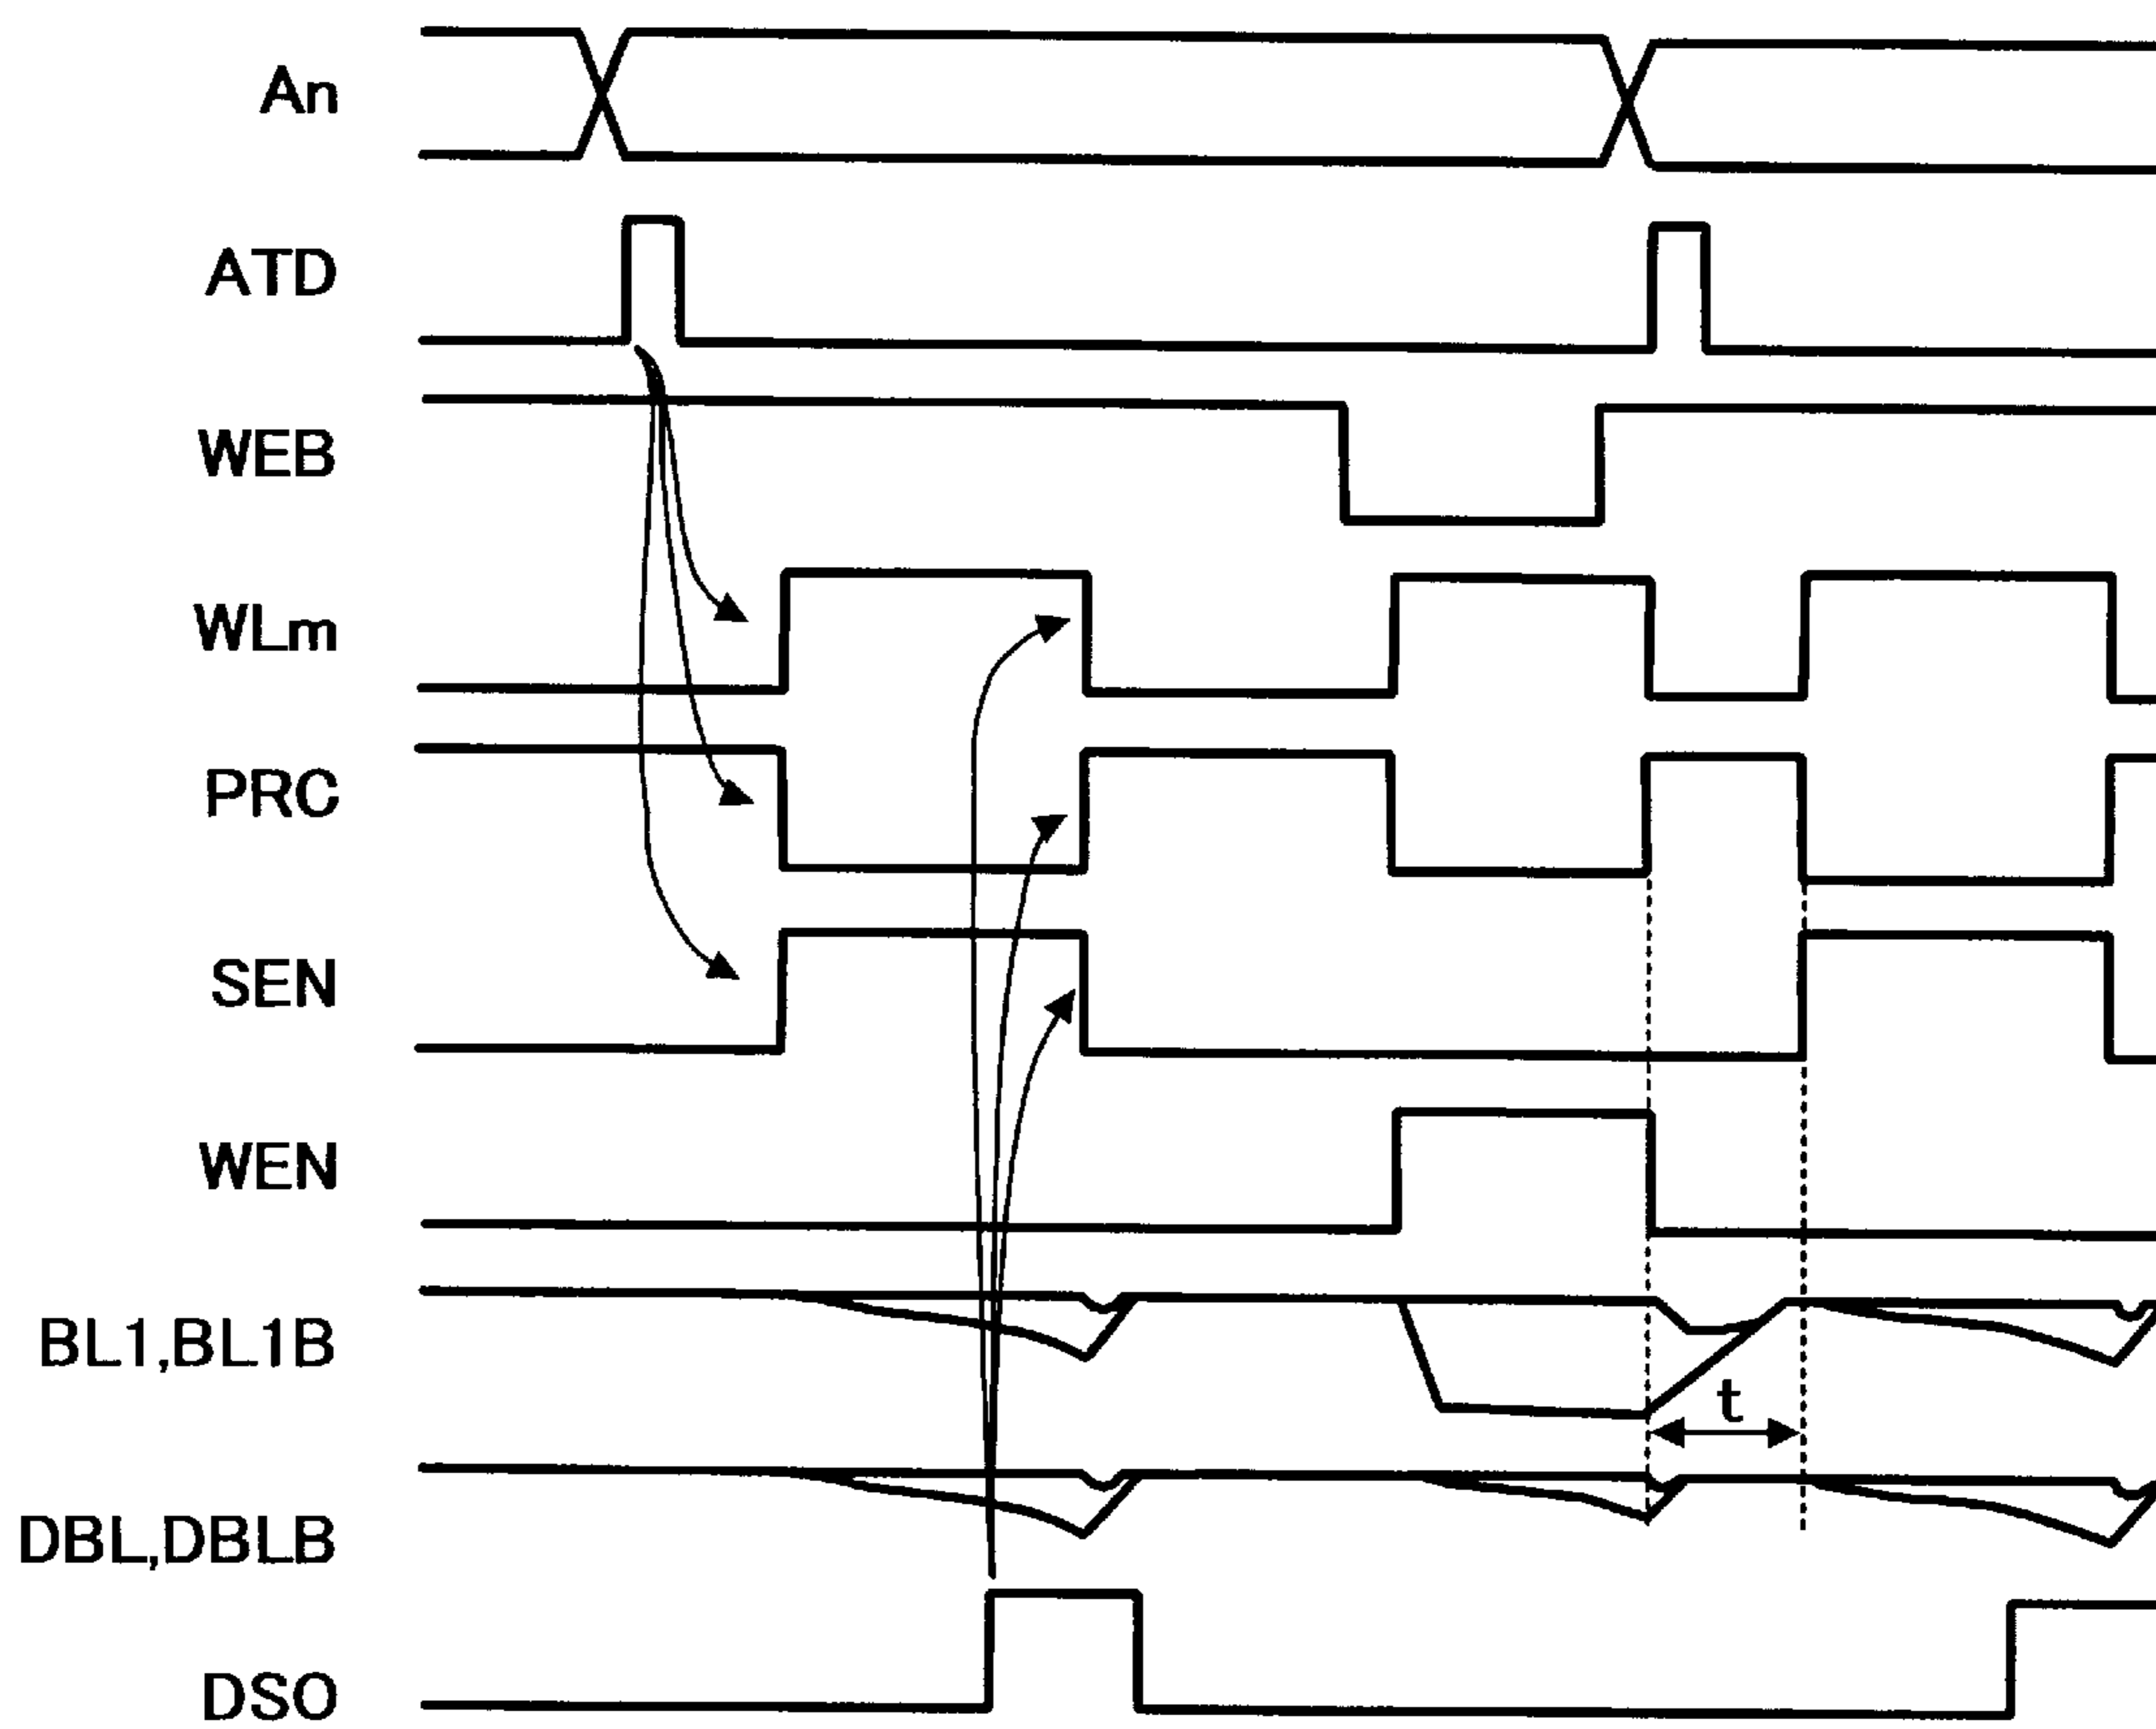 An
ATD
WEB
WLm
PRC
SEN
WEN
BL1,BL1B
t
DBL,DBLB
DSO